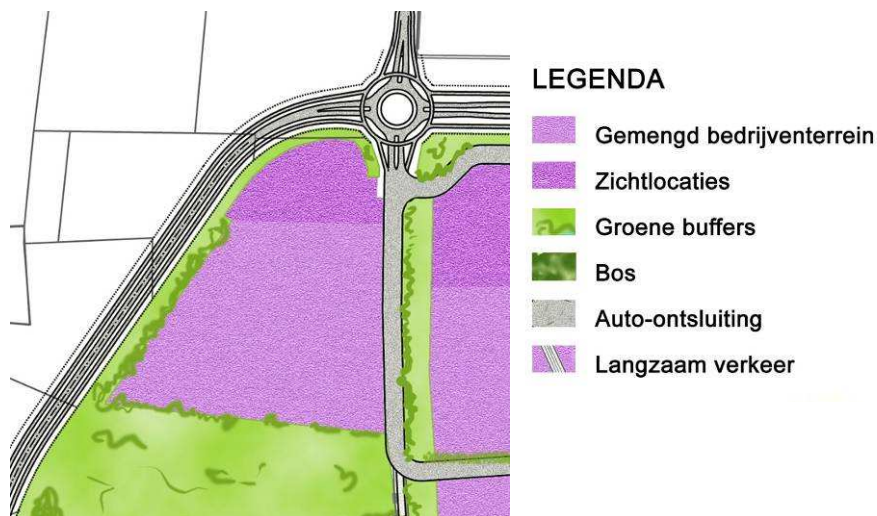 LEGENDA
Gemengd bedrijventerrein
Zichtlocaties
Groene buffers
Bos
Auto-ontsluiting
Langzaam verkeer